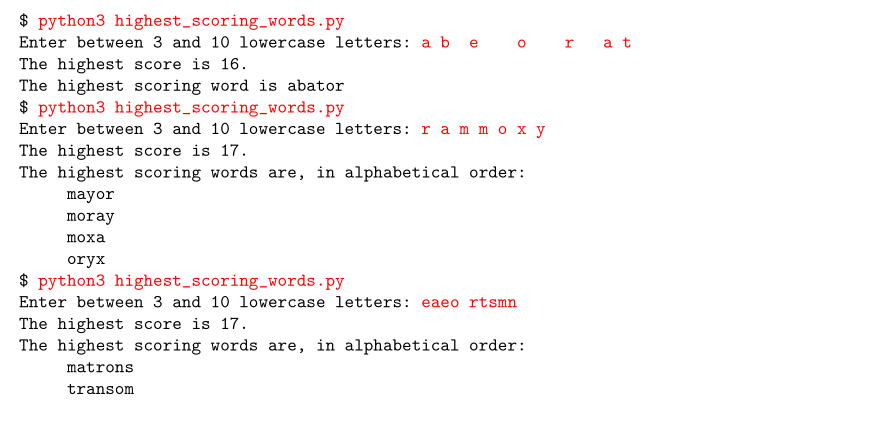 $ python3 highest_scoring_words.py
Enter between 3 and 10 lowercase letters: a b  e    o    r   a t
The highest score is 16.
The highest scoring word is abator
$ python3 highest_scoring_words.py
Enter between 3 and 10 lowercase letters: r a m m o x y
The highest score is 17.
The highest scoring words are, in alphabetical order:
     mayor
     moray
     moxa
     oryx
$ python3 highest_scoring_words.py
Enter between 3 and 10 lowercase letters: eaeo rtsmn
The highest score is 17.
The highest scoring words are, in alphabetical order:
     matrons
     transom